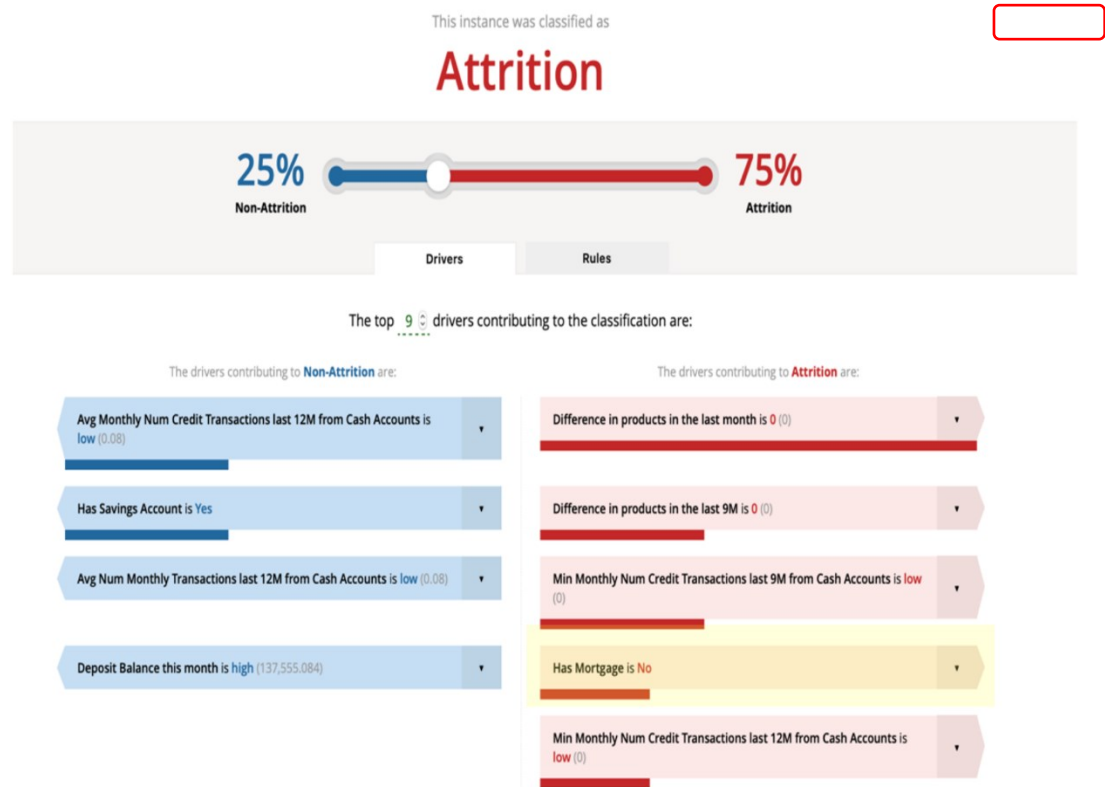 This instance was classified as
Attrition
25%
Non-Attrition
75%
Attrition
Drivers
Rules
The top 9 drivers contributing to the classification are:
The drivers contributing to Non-Attrition are:
Avg Monthly Num Credit Transactions last 12M from Cash Accounts is
low (0.08)
Has Savings Account is Yes
Avg Num Monthly Transactions last 12M from Cash Accounts is low (0.08)
Deposit Balance this month is high (137,555.084)
The drivers contributing to Attrition are:
Difference in products in the last month is 0 (0)
Difference in products in the last 9M is 0 (0)
Min Monthly Num Credit Transactions last 9M from Cash Accounts is low
(0)
Has Mortgage is No
Min Monthly Num Credit Transactions last 12M from Cash Accounts is
low (0)